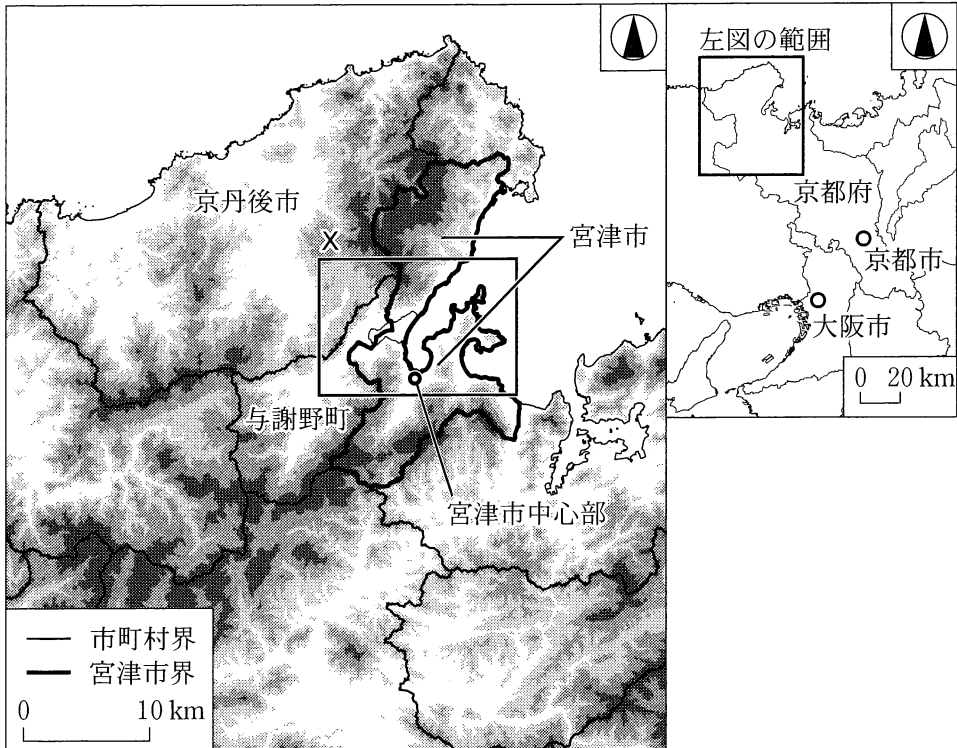 左図の範囲
京丹後市
X
宮津市
与謝野町
宮津市中心部
市町村界
宮津市界
0 10 km
京都府
京都市
大阪市
0 20 km